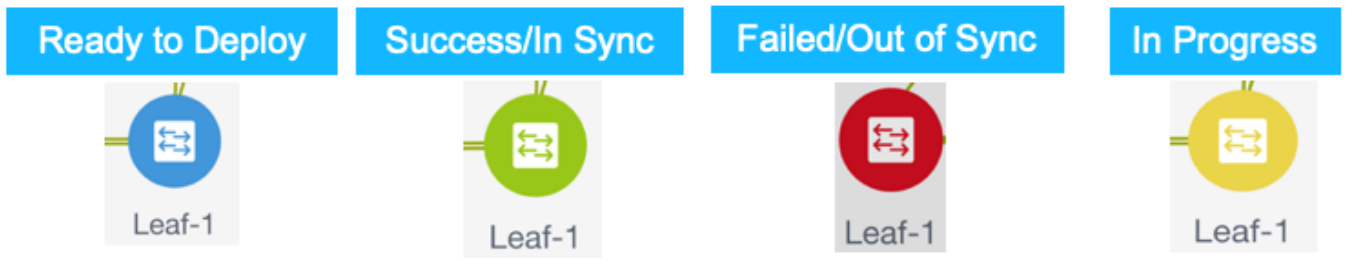 Ready to Deploy
Success/In Sync
Failed/Out of Sync
In Progress
Leaf-1
Leaf-1
Leaf-1
Leaf-1